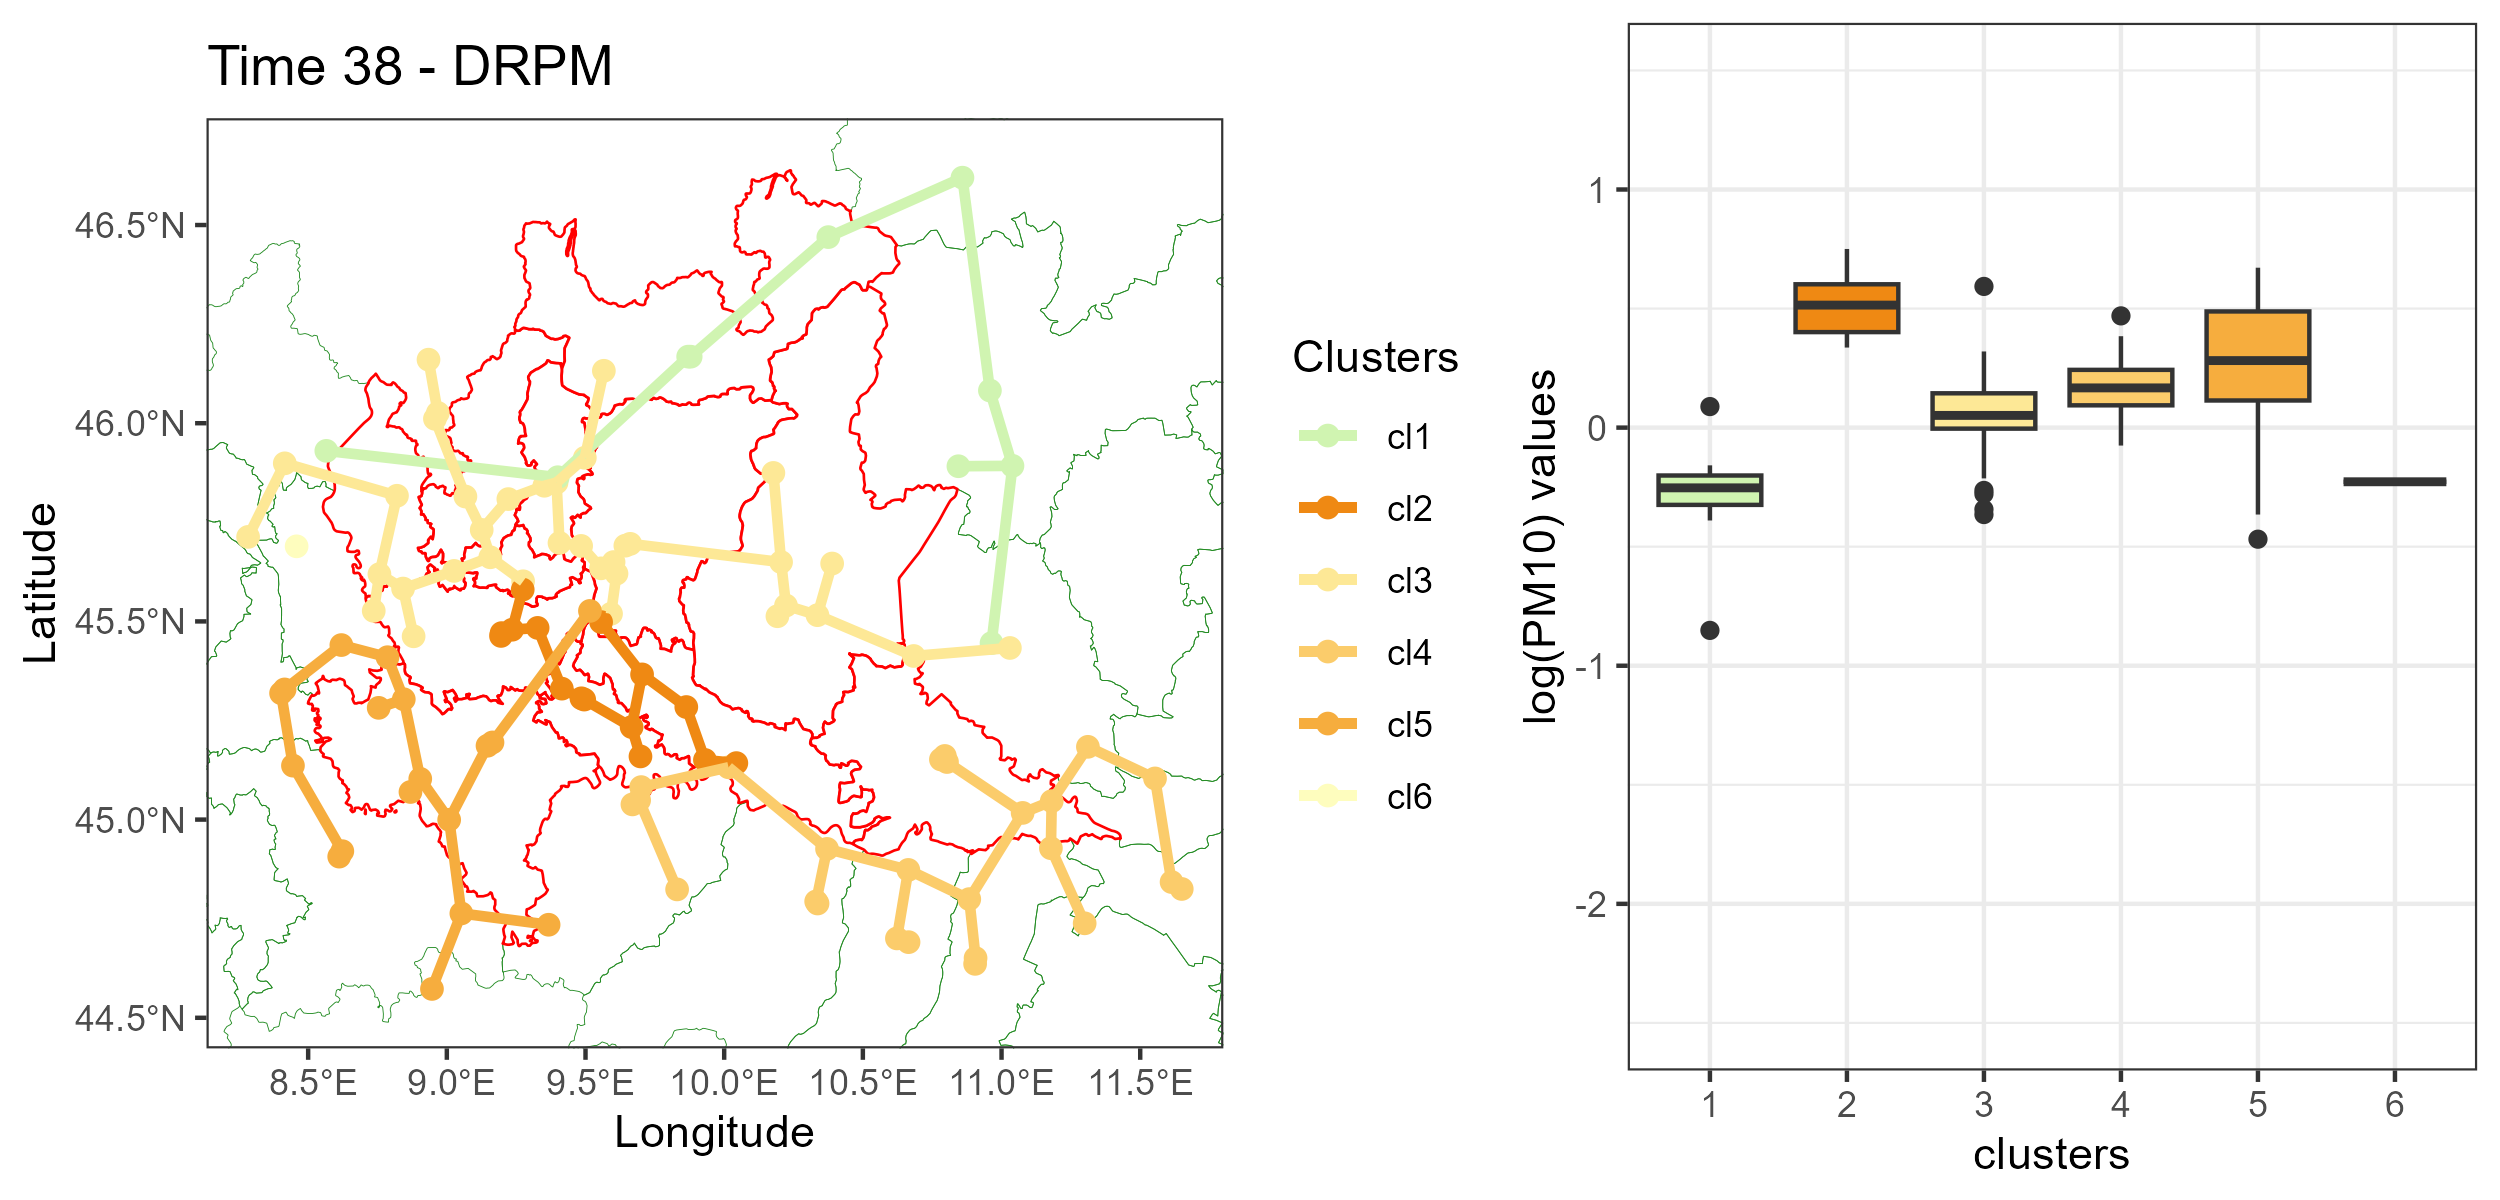 Time 38 - DRPM
Latitude
46.5°N
46.0°N
45.5°N
45.0°N
44.5°N
8.5°E 9.0°E 9.5°E 10.0°E 10.5°E 11.0°E 11.5°E
Longitude
Clusters
cl1
cl2
cl3
cl4
cl5
cl6
log(PM10) values
1
0
-1
-2
1 2 3 4 5 6
clusters